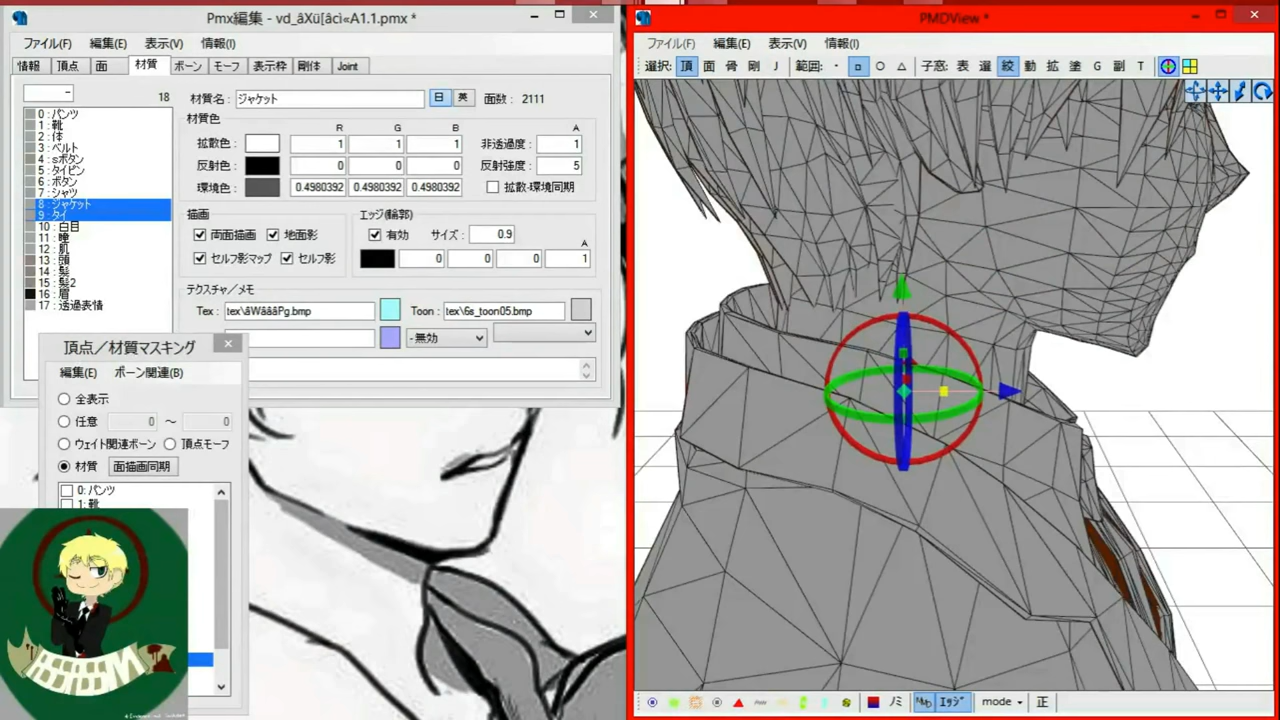 Pmx編集 - vd_âXü[âcì«A1.1.pmx *
ファイル(F) 編集(E) 表示(V) 情報(I)
情報 頂点 面 材質 ボーン モーフ 表示枠 剛体 Joint
- 18
0 : パンツ
1 : 靴
2 : 体
3 : ベルト
4 : sボタン
5 : タイピン
6 : ボタン
7 : シャツ
8 : ジャケット
9 : タイ
10 : 白目
11 : 瞳
12 : 肌
13 : 頭
14 : 髪
15 : 髪2
16 : 眉
17 : 透過表情
材質名 : ジャケット 日 英 面数 : 2111
材質色
R G B A
拡散色 : 1 1 1 非透過度 : 1
反射色 : 0 0 0 反射強度 : 5
環境色 : 0.4980392 0.4980392 0.4980392 拡散・環境同期
描画
両面描画 地面影
セルフ影マップ セルフ影
エッジ(輪郭)
有効 サイズ : 0.9
A
0 0 0 1
テクスチャ/メモ
Tex : tex\âWâââPg.bmp Toon : tex\6s_toon05.bmp
- 無効
頂点／材質マスキング
編集(E) ボーン関連(B)
全表示
任意 0 ～ 0
ウェイト関連ボーン 頂点モーフ
材質 面描画同期
0: パンツ
1: 靴
PMDView *
ファイル(F) 編集(E) 表示(V) 情報(I)
選択: 頂 面 骨 剛 J 範囲: 子窓: 表 選 絞 動 拡 塗 G 副 T
ノミ エッジ mode 正